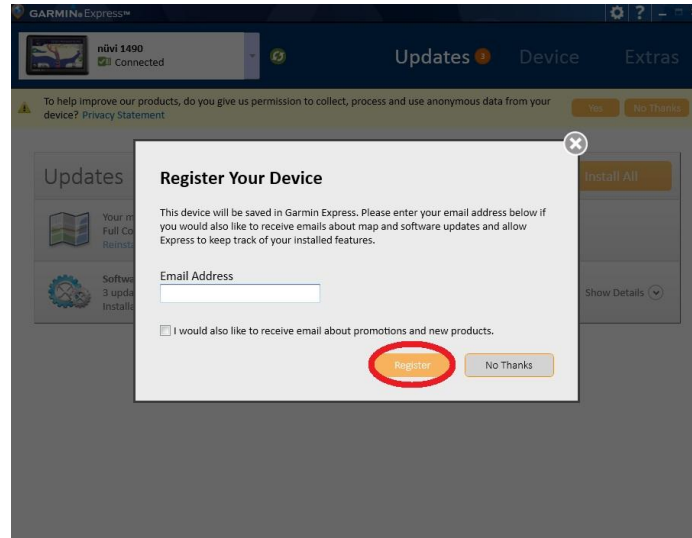 GARMIN Express™
nüvi 1490
Connected
Updates 3 Device Extras
To help improve our products, do you give us permission to collect, process and use anonymous data from your
device? Privacy Statement
Yes No Thanks
Updates
Install All
Register Your Device
This device will be saved in Garmin Express. Please enter your email address below if
you would also like to receive emails about map and software updates and allow
Express to keep track of your installed features.
Your
Full
Email Address
3
Show Details
I would also like to receive email about promotions and new products.
Register No Thanks